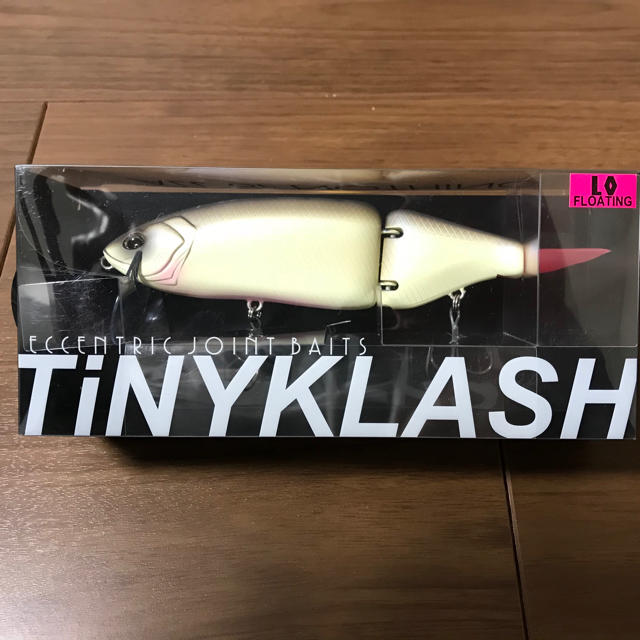 LO
FLOATING
ECCENTRIC JOINT BAITS
TiNYKLASH